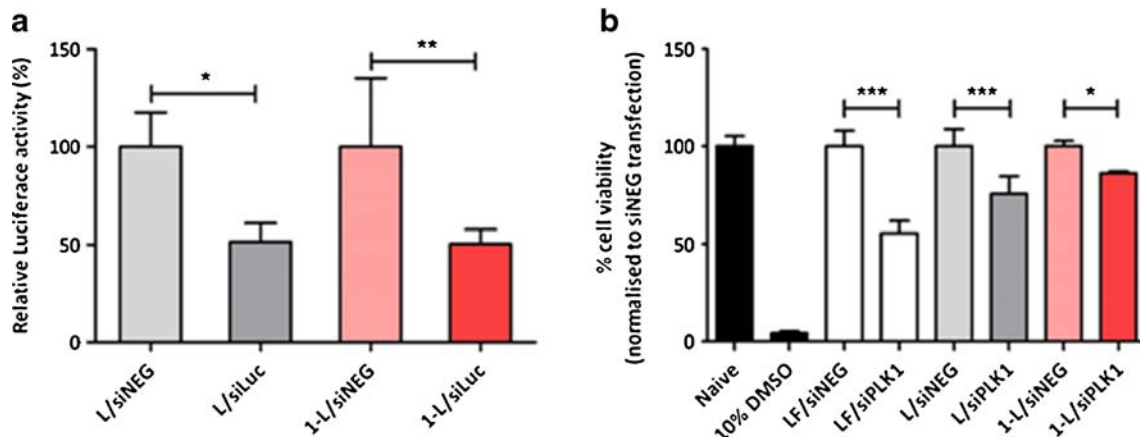 a
Relative Luciferace activity (%)
150
100
50
0
*
**
L/siNEG
L/siLuc
1-L/siNEG
1-L/siLuc
b
% cell viability
(normalised to siNEG transfection)
150
100
50
0
***
***
*
Naive
10% DMSO
LF/siNEG
LF/siPLK1
L/siNEG
L/siPLK1
1-L/siNEG
1-L/siPLK1